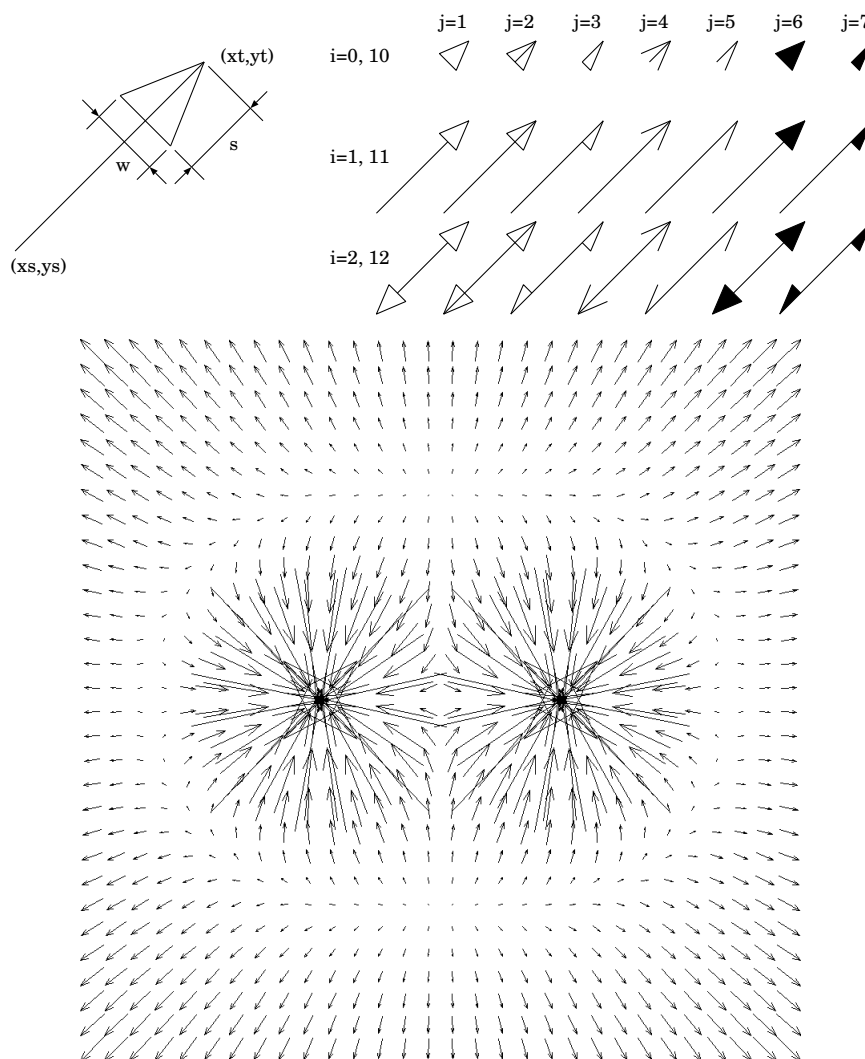 j=1 j=2 j=3 j=4 j=5 j=6 j=7
(xt,yt)
i=0, 10
w
s
i=1, 11
(xs,ys)
i=2, 12